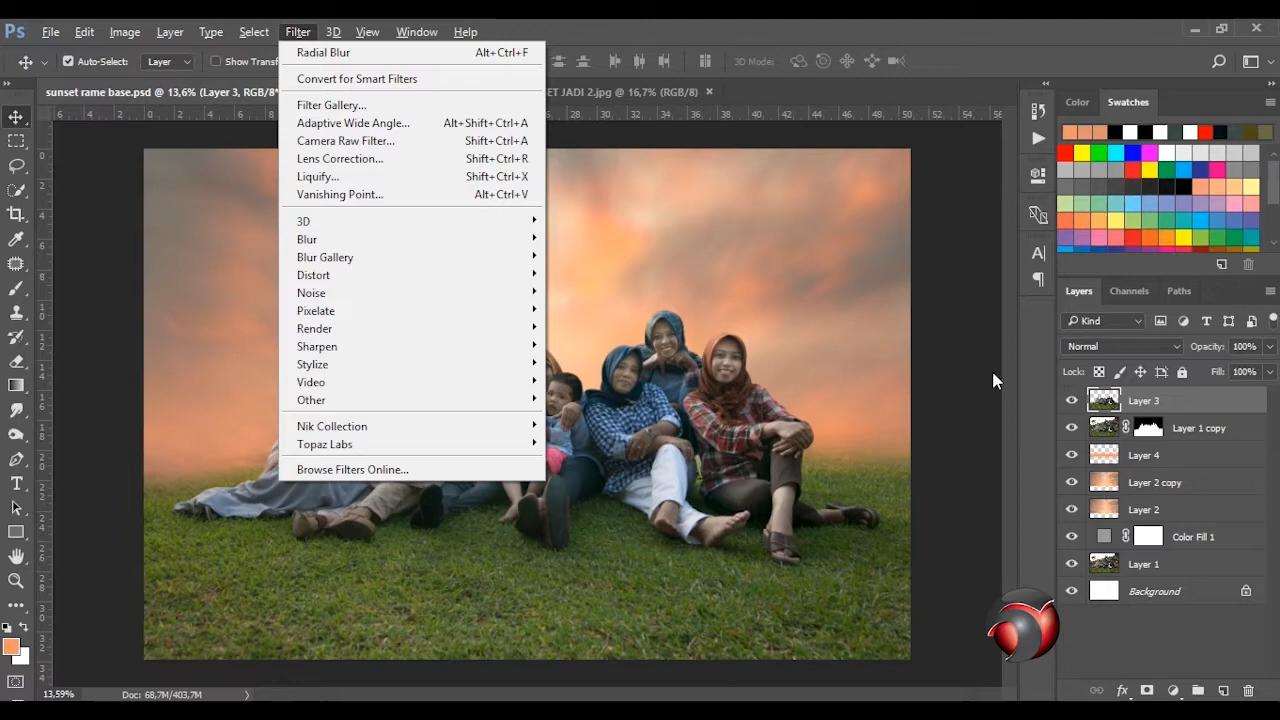 Ps File Edit Image Layer Type Select Filter 3D View Window Help
Auto-Select: Layer Show Transf 3D Mode:
sunset rame base.psd @ 13,6% (Layer 3, RGB/8* ET JADI 2.jpg @ 16,7% (RGB/8) ×
Radial Blur Alt+Ctrl+F
Convert for Smart Filters
Filter Gallery...
Adaptive Wide Angle... Alt+Shift+Ctrl+A
Camera Raw Filter... Shift+Ctrl+A
Lens Correction... Shift+Ctrl+R
Liquify... Shift+Ctrl+X
Vanishing Point... Alt+Ctrl+V
3D
Blur
Blur Gallery
Distort
Noise
Pixelate
Render
Sharpen
Stylize
Video
Other
Nik Collection
Topaz Labs
Browse Filters Online...
Color Swatches
Layers Channels Paths
Kind
Normal Opacity: 100%
Lock: Fill: 100%
Layer 3
Layer 1 copy
Layer 4
Layer 2 copy
Layer 2
Color Fill 1
Layer 1
Background
13,59% Doc: 68,7M/403,7M